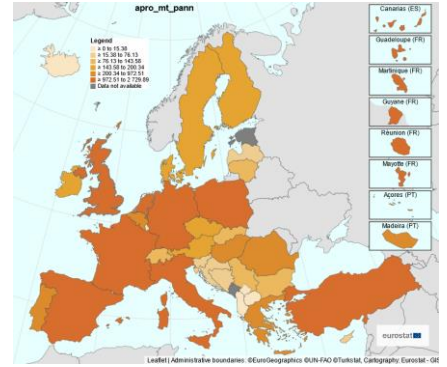 apro_mt_pann
Legend
≥ 0 to 15.38
≥ 15.38 to 76.13
≥ 76.13 to 143.58
≥ 143.58 to 200.34
≥ 200.34 to 972.51
≥ 972.51 to 2 729.89
Data not available
Canarias (ES)
Guadeloupe (FR)
Martinique (FR)
Guyane (FR)
Réunion (FR)
Mayotte (FR)
Açores (PT)
Madeira (PT)
eurostat
Leaflet | Administrative boundaries: ©EuroGeographics ©UN-FAO ©Turkstat, Cartography: Eurostat - GIS